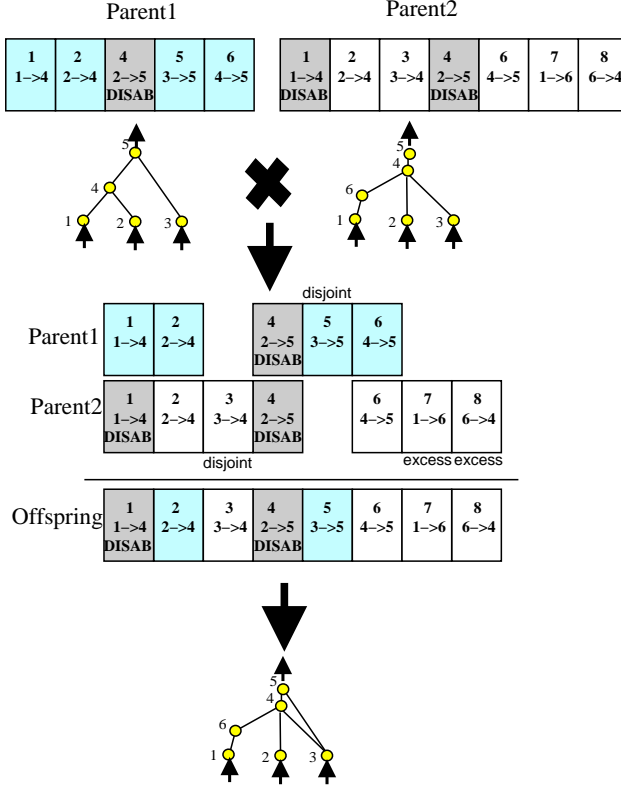 Parent1 Parent2
1 2 4 5 6 1 2 3 4 6 7 8
1->4 2->4 2->5 3->5 4->5 1->4 2->4 3->4 2->5 4->5 1->6 6->4
DISAB DISAB DISAB
5 5
4
4 6
1 2 3 1 2 3
disjoint
Parent1
1 2 4 5 6
1->4 2->4 2->5 3->5 4->5
DISAB
Parent2
1 2 3 4 6 7 8
1->4 2->4 3->4 2->5 4->5 1->6 6->4
DISAB DISAB
disjoint excess excess
Offspring
1 2 3 4 5 6 7 8
1->4 2->4 3->4 2->5 3->5 4->5 1->6 6->4
DISAB DISAB
5
4
6
1 2 3